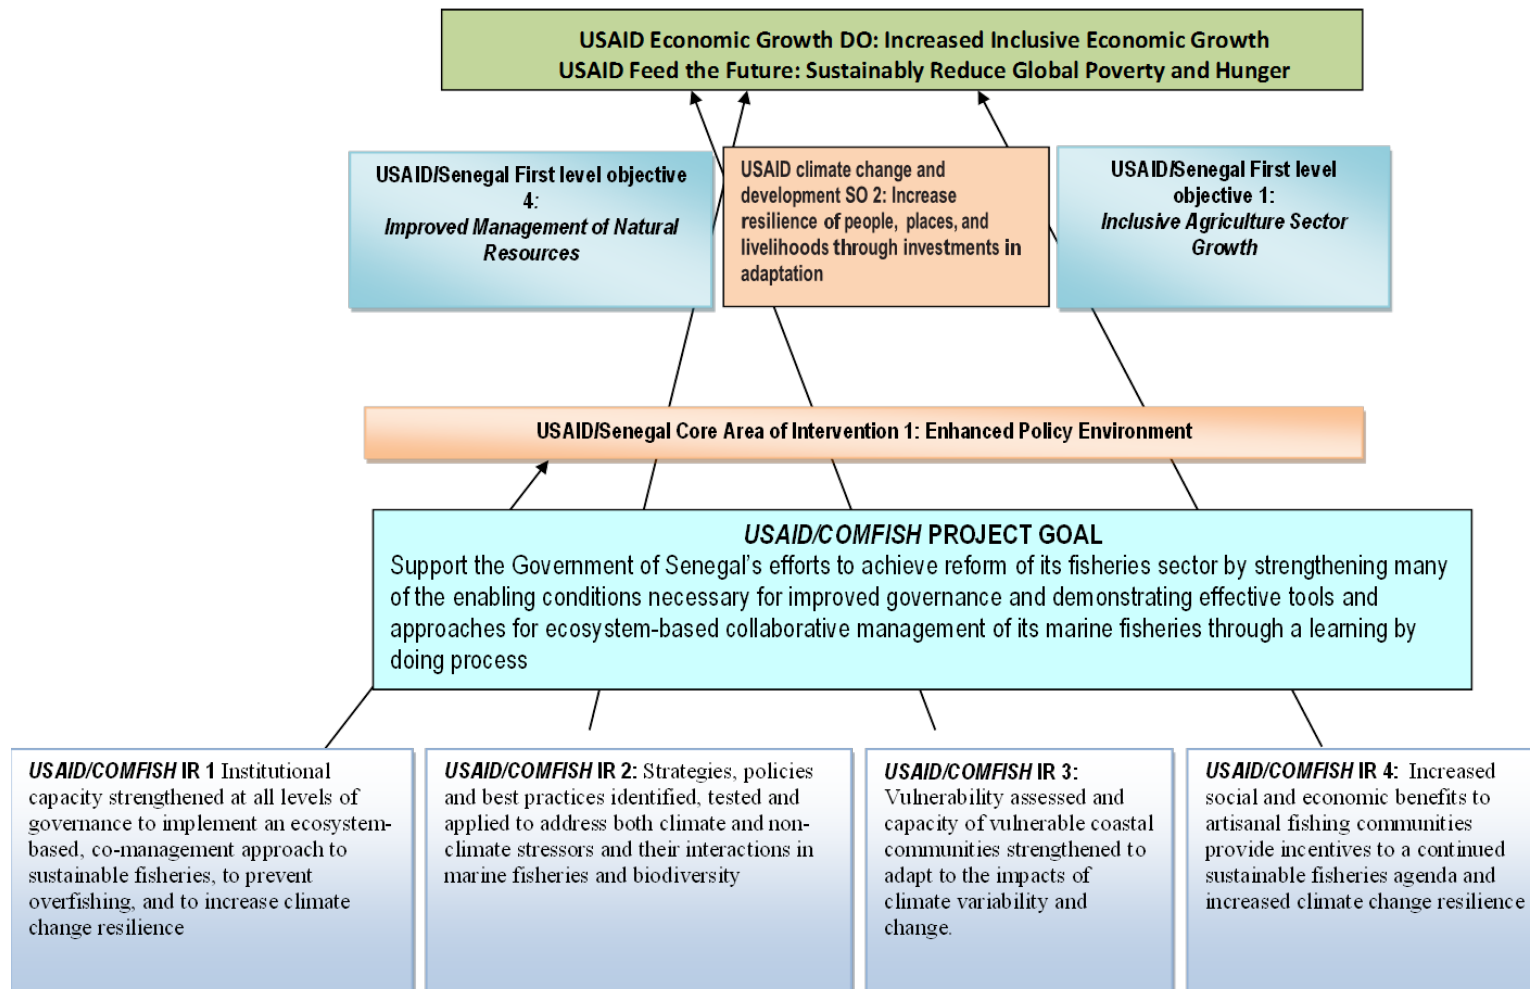 USAID Economic Growth DO: Increased Inclusive Economic Growth
USAID Feed the Future: Sustainably Reduce Global Poverty and Hunger
USAID/Senegal First level objective
4:
Improved Management of Natural
Resources
USAID climate change and
development SO 2: Increase
resilience of people, places, and
livelihoods through investments in
adaptation
USAID/Senegal First level
objective 1:
Inclusive Agriculture Sector
Growth
USAID/Senegal Core Area of Intervention 1: Enhanced Policy Environment
USAID/COMFISH PROJECT GOAL
Support the Government of Senegal’s efforts to achieve reform of its fisheries sector by strengthening many
of the enabling conditions necessary for improved governance and demonstrating effective tools and
approaches for ecosystem-based collaborative management of its marine fisheries through a learning by
doing process
USAID/COMFISH IR 1 Institutional
capacity strengthened at all levels of
governance to implement an ecosystem-
based, co-management approach to
sustainable fisheries, to prevent
overfishing, and to increase climate
change resilience
USAID/COMFISH IR 2: Strategies, policies
and best practices identified, tested and
applied to address both climate and non-
climate stressors and their interactions in
marine fisheries and biodiversity
USAID/COMFISH IR 3:
Vulnerability assessed and
capacity of vulnerable coastal
communities strengthened to
adapt to the impacts of
climate variability and
change.
USAID/COMFISH IR 4: Increased
social and economic benefits to
artisanal fishing communities
provide incentives to a continued
sustainable fisheries agenda and
increased climate change resilience